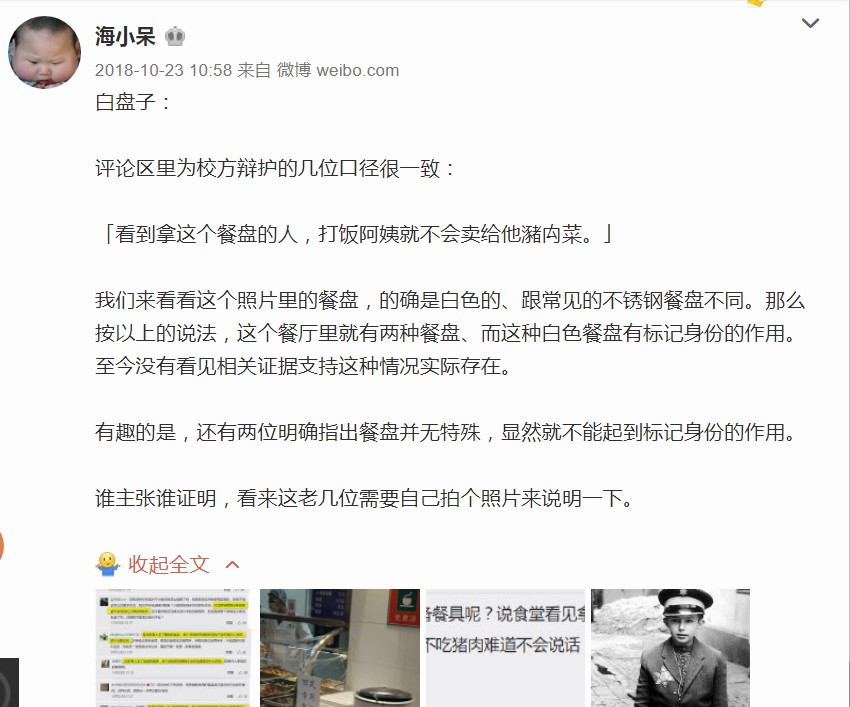 海小呆
2018-10-23 10:58 来自 微博 weibo.com
白盘子：
评论区里为校方辩护的几位口径很一致：
「看到拿这个餐盘的人，打饭阿姨就不会卖给他豬禸菜。」
我们来看看这个照片里的餐盘，的确是白色的、跟常见的不锈钢餐盘不同。那么
按以上的说法，这个餐厅里就有两种餐盘、而这种白色餐盘有标记身份的作用。
至今没有看见相关证据支持这种情况实际存在。
有趣的是，还有两位明确指出餐盘并无特殊，显然就不能起到标记身份的作用。
谁主张谁证明，看来这老几位需要自己拍个照片来说明一下。
收起全文
餐具呢？说食堂看见
不吃猪肉难道不会说话